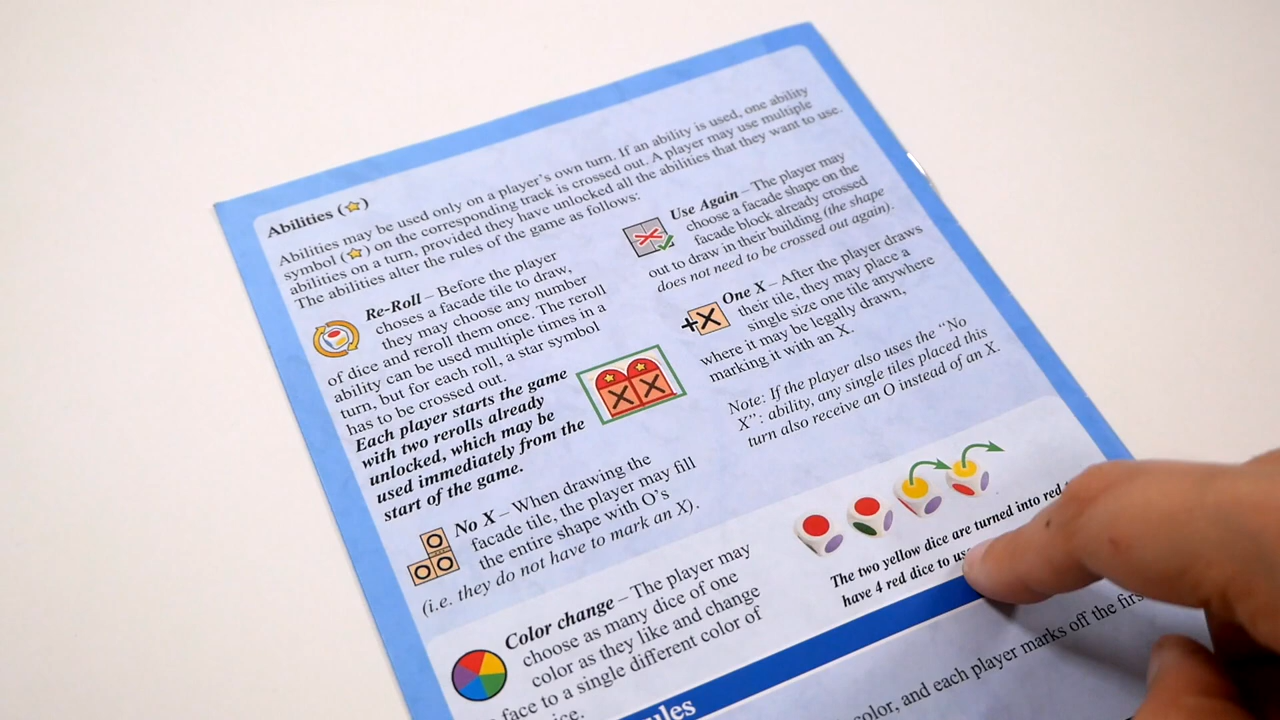 Abilities (
)
Abilities may be used only on a player's own turn. If an ability is used, one ability
symbol (
) on the corresponding track is crossed out. A player may use multiple
abilities on a turn, provided they have unlocked all the abilities that they want to use.
The abilities alter the rules of the game as follows:
Re-Roll – Before the player
choses a facade tile to draw,
they may choose any number
of dice and reroll them once. The reroll
ability can be used multiple times in a
turn, but for each roll, a star symbol
has to be crossed out.
Each player starts the game
with two rerolls already
unlocked, which may be
used immediately from the
start of the game.
No X – When drawing the
facade tile, the player may fill
the entire shape with O's
(i.e. they do not have to mark an X).
Use Again – The player may
choose a facade shape on the
facade block already crossed
out to draw in their building (the shape
does not need to be crossed out again).
One X – After the player draws
their tile, they may place a
single size one tile anywhere
where it may be legally drawn,
marking it with an X.
Note: If the player also uses the "No
X": ability, any single tiles placed this
turn also receive an O instead of an X.
Color change – The player may
choose as many dice of one
color as they like and change
face to a single different color of
The two yellow dice are turned into red
have 4 red dice to
color, and each player marks off the